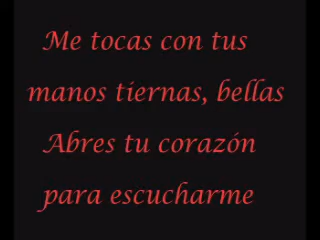 Me tocas con tus
manos tiernas, bellas
Abres tu corazón
para escucharme